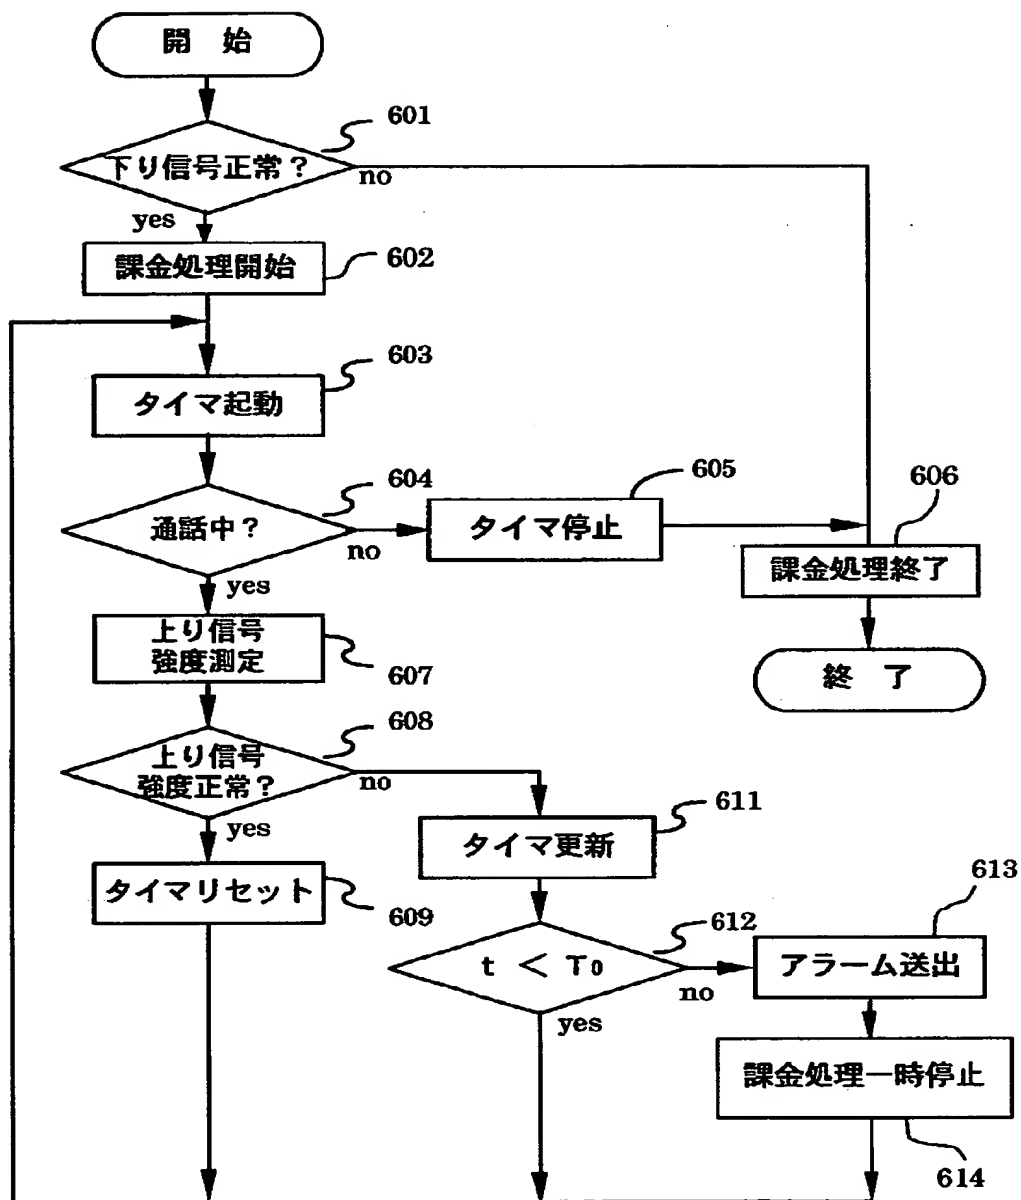 開 始
601
下り信号正常？
no
yes
課金処理開始
602
603
タイマ起動
604
通話中？
no
yes
605
タイマ停止
606
課金処理終了
終 了
上り信号
強度測定
607
608
上り信号
強度正常？
no
yes
タイマリセット
609
611
タイマ更新
612
t ＜ T0
no
yes
613
アラーム送出
課金処理一時停止
614